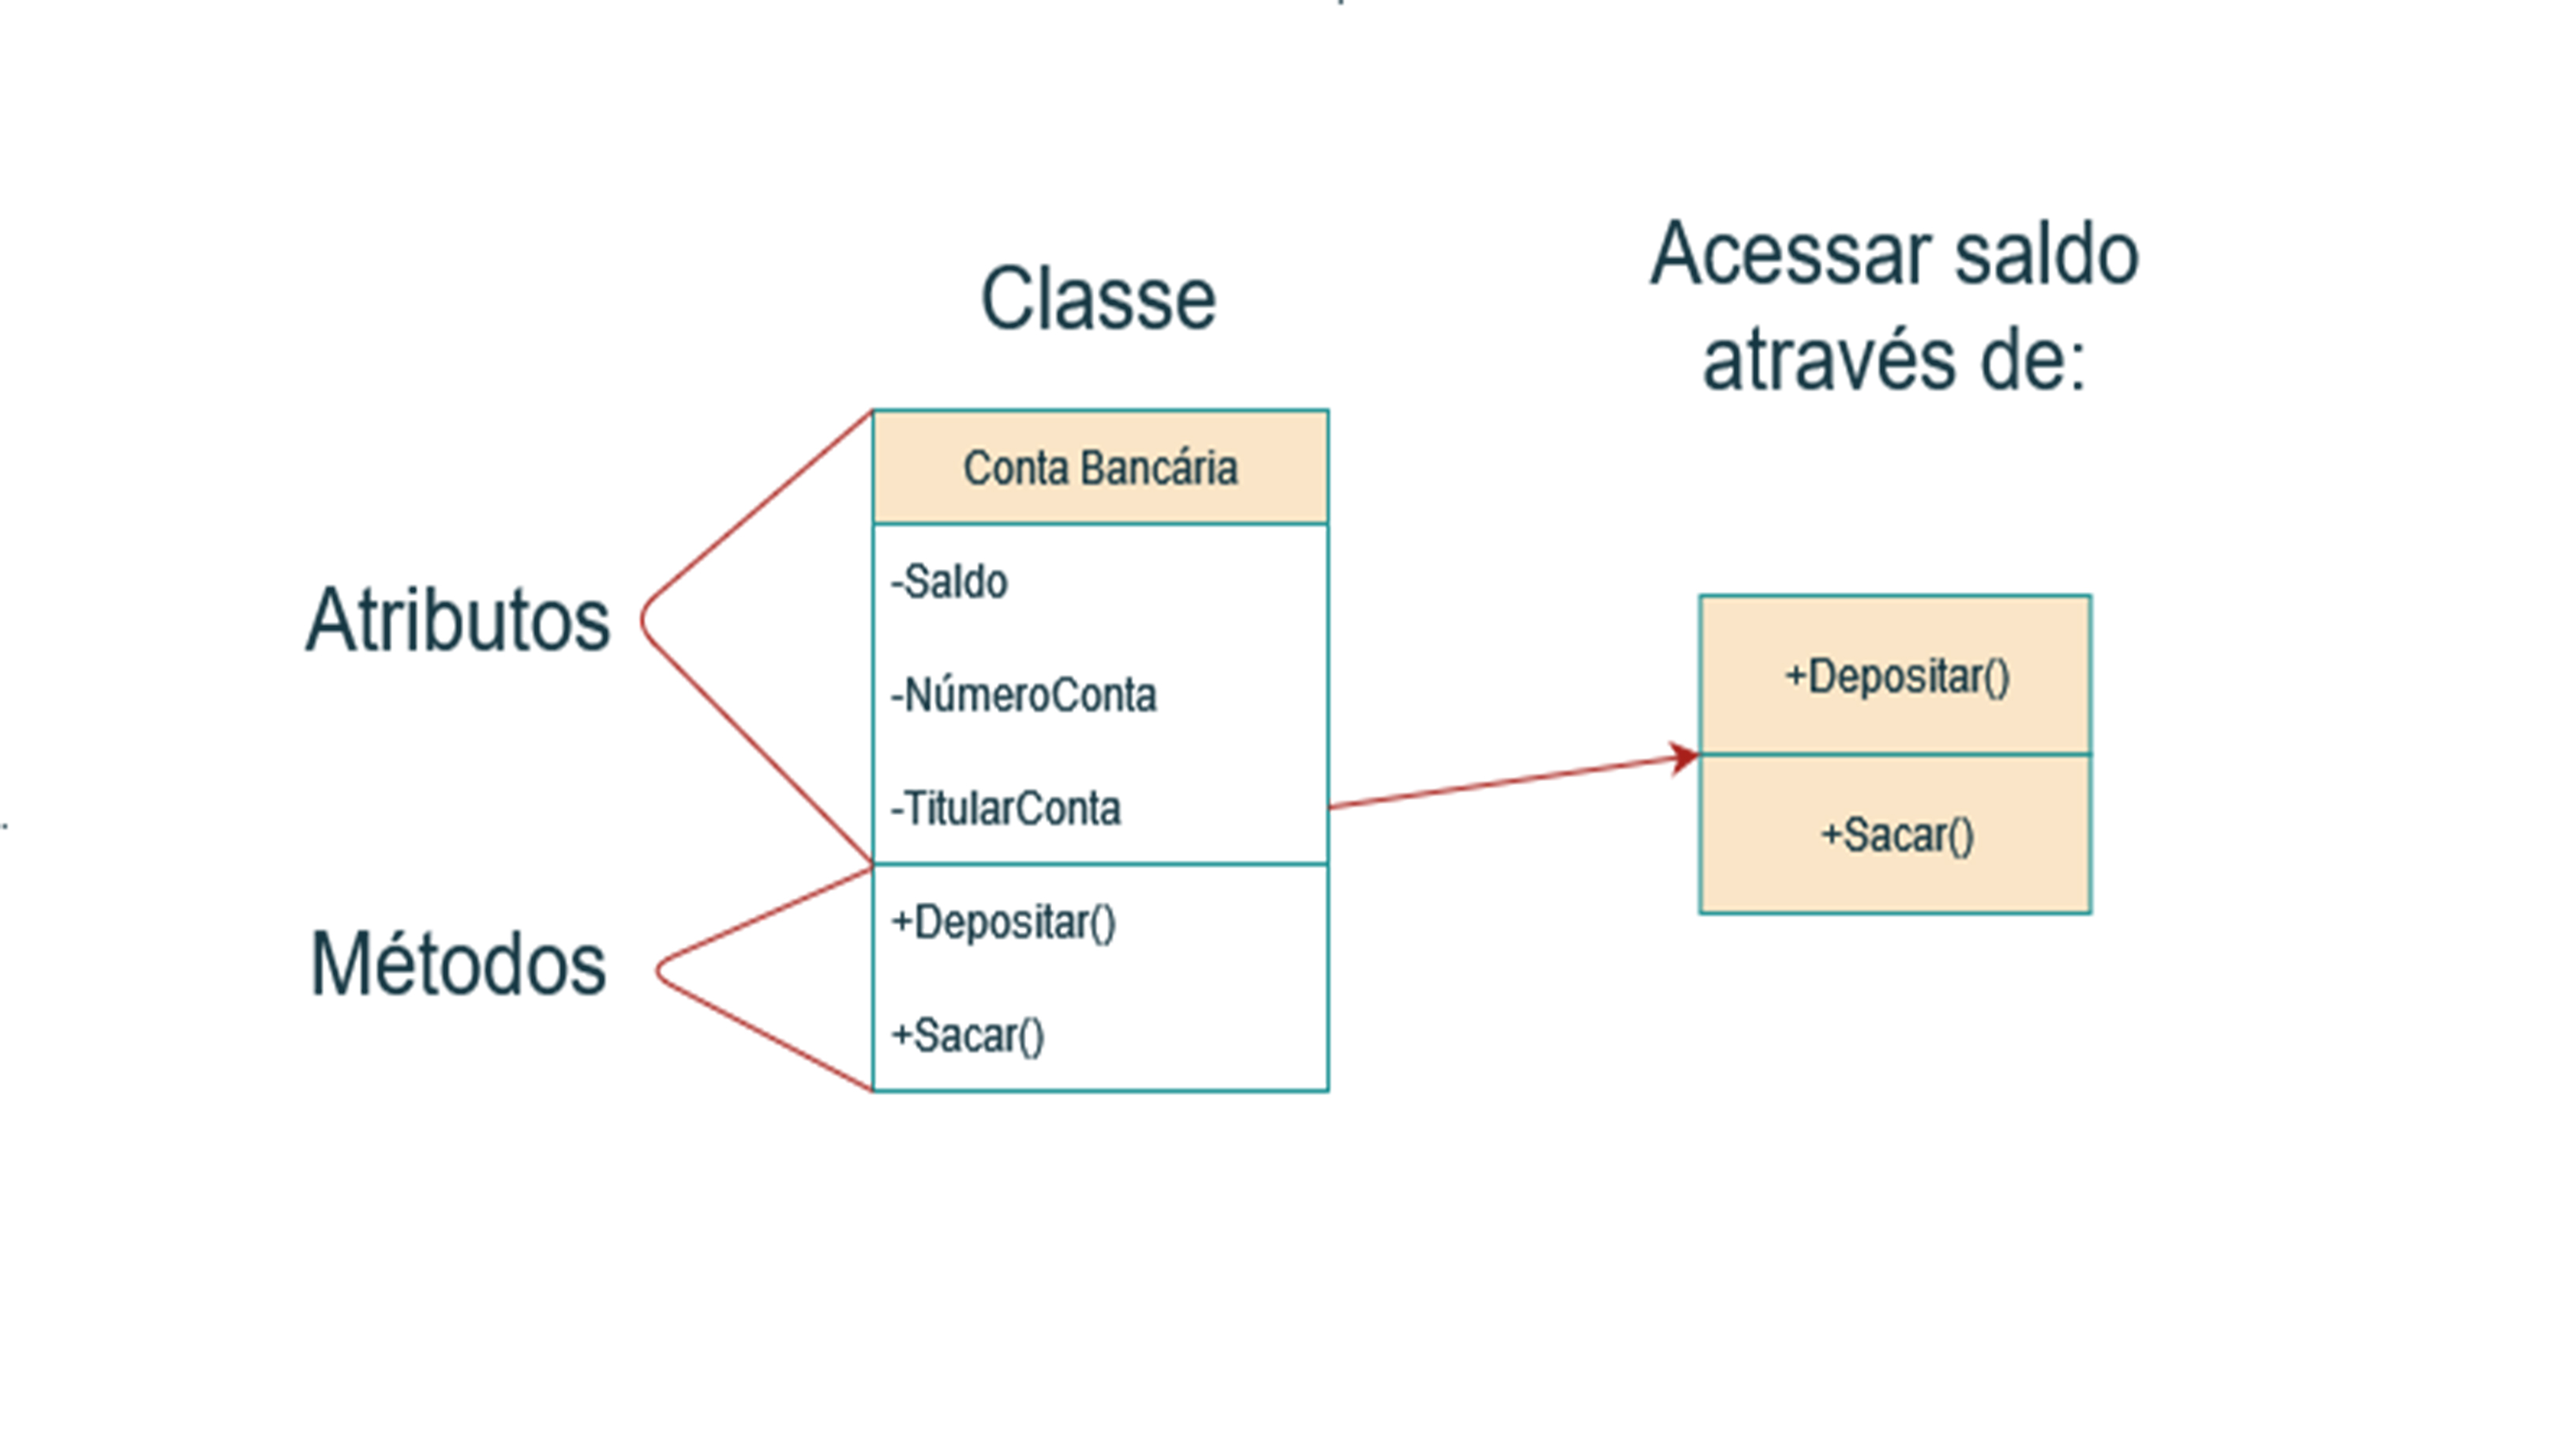 Classe
Acessar saldo
através de:
Conta Bancária
-Saldo
-NúmeroConta
-TitularConta
+Depositar()
+Sacar()
Atributos
Métodos
+Depositar()
+Sacar()